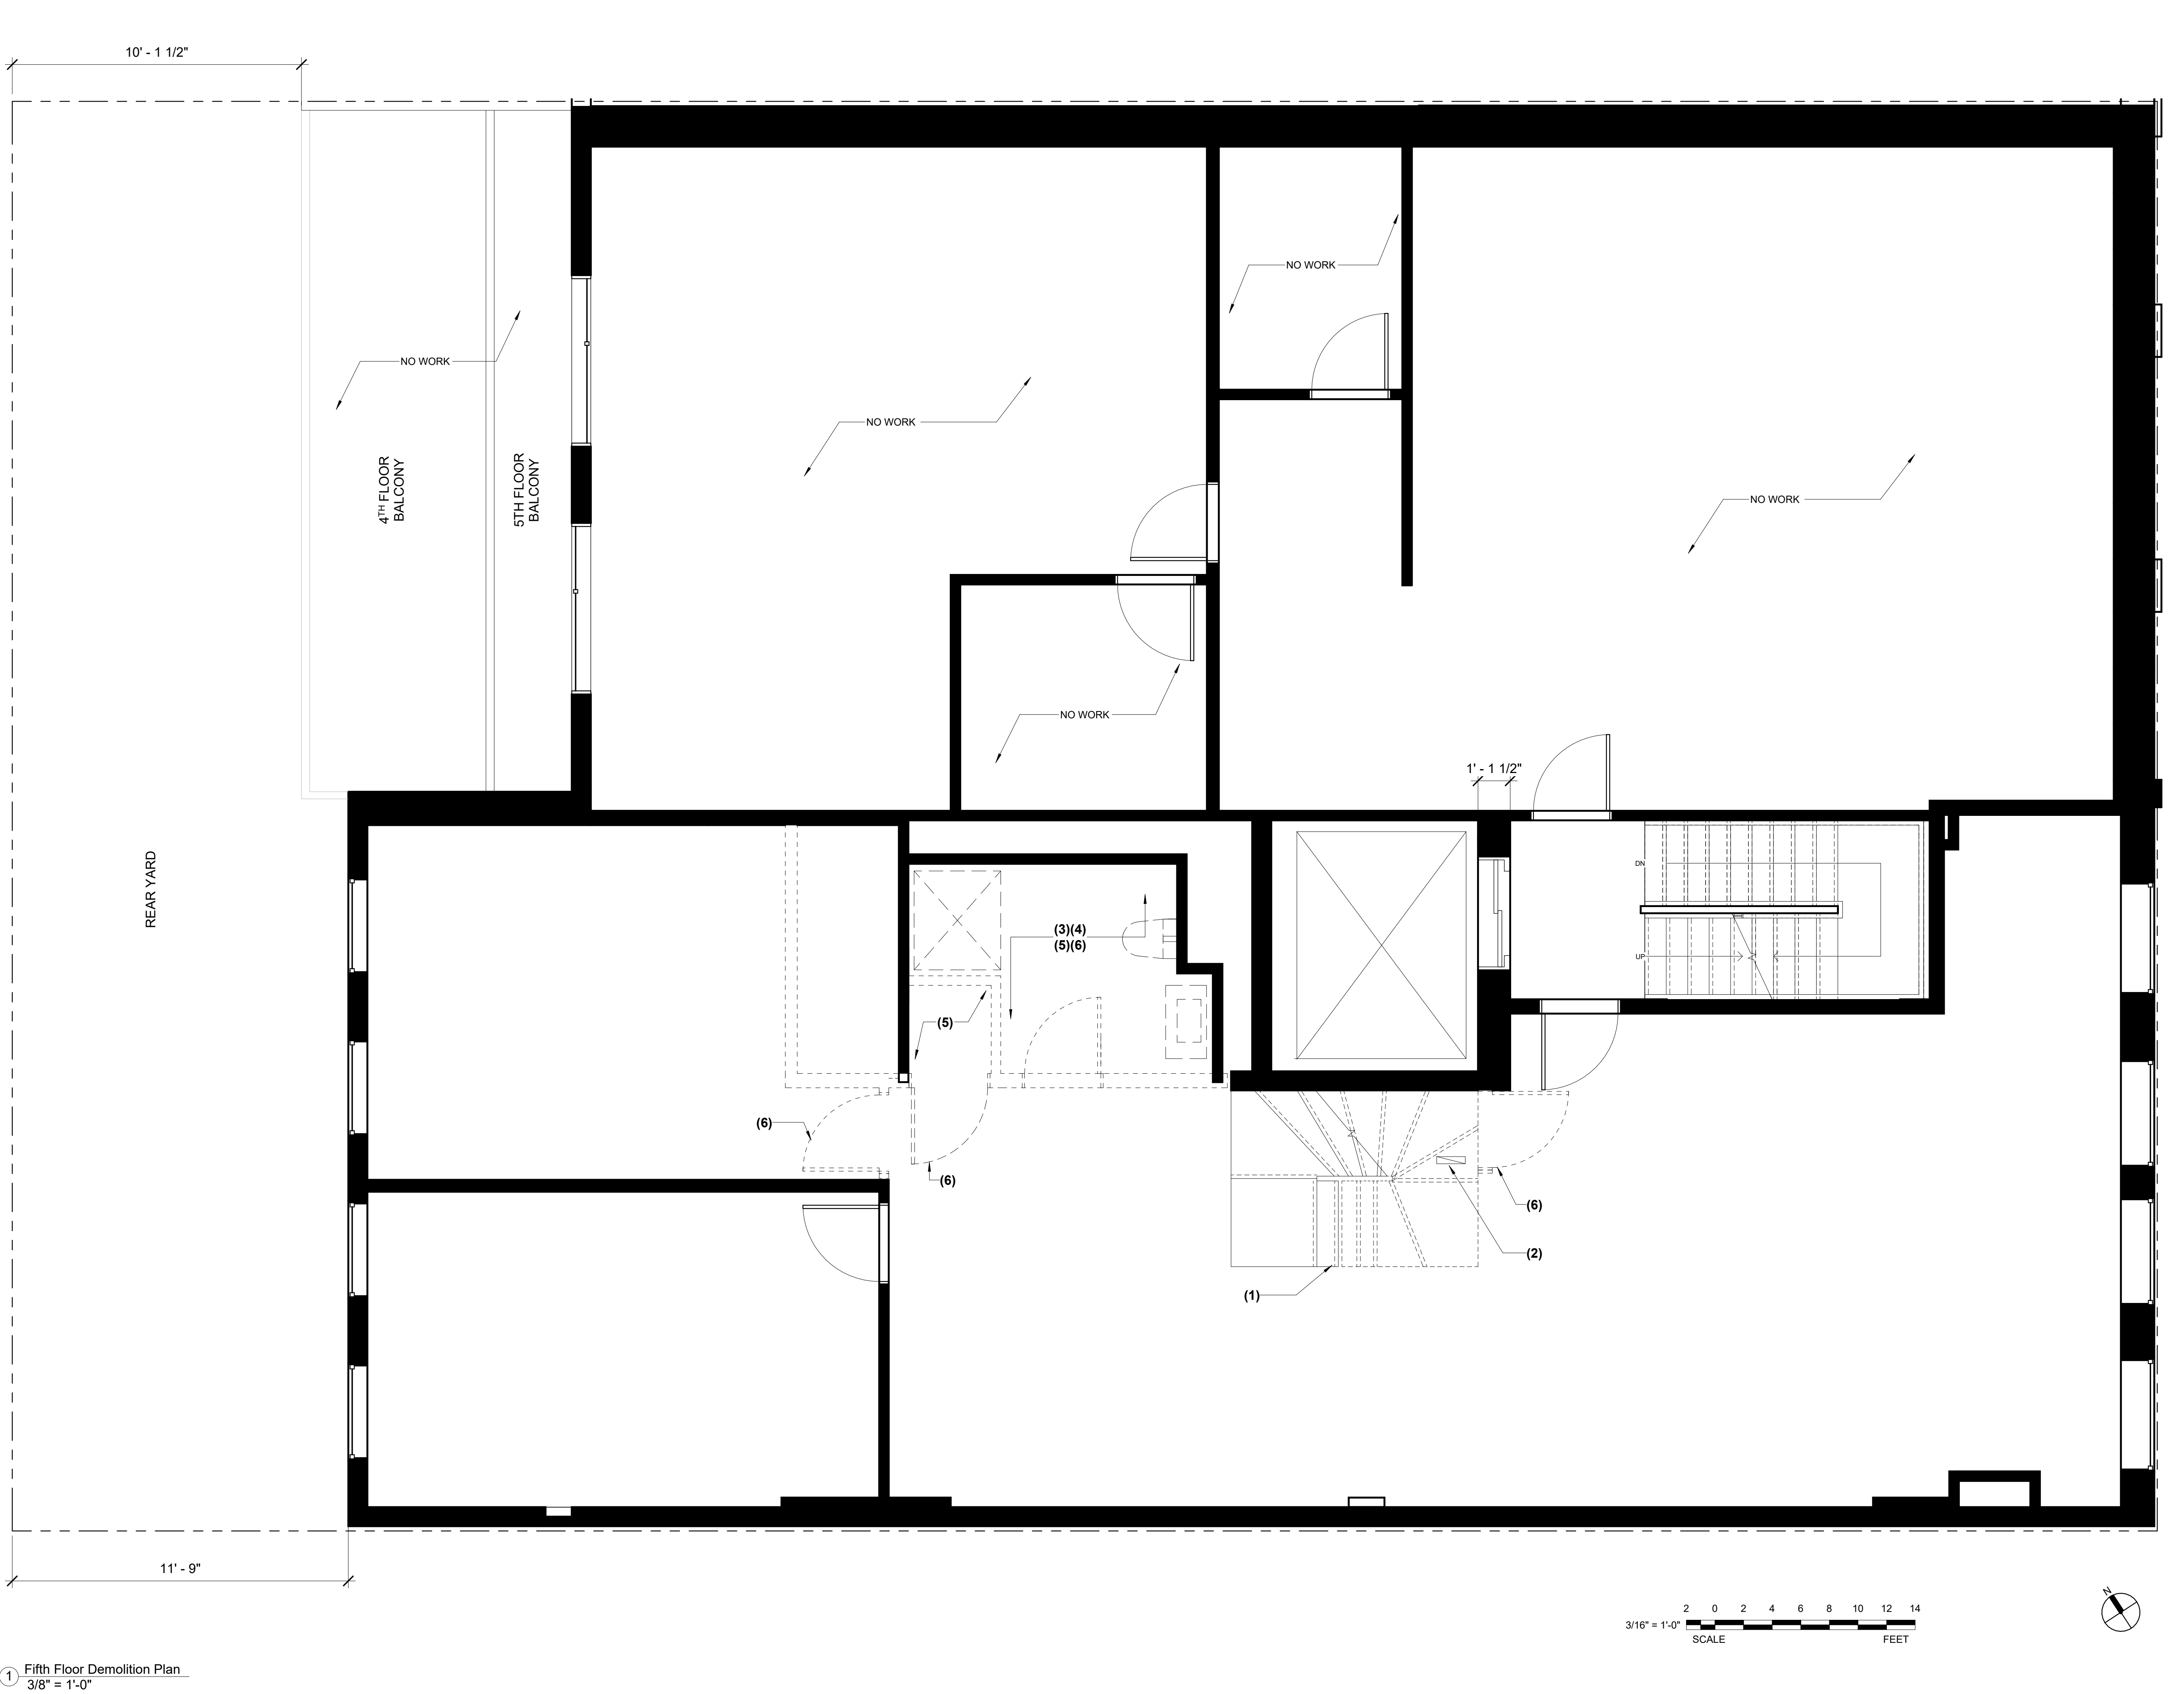 10' - 1 1/2"
NO WORK
NO WORK
NO WORK
4TH FLOOR
BALCONY
5TH FLOOR
BALCONY
NO WORK
NO WORK
1' - 1 1/2"
REAR YARD
DN
UP
(3)(4)
(5)(6)
(5)
(6)
(6)
(6)
(2)
(1)
11' - 9"
N
2 0 2 4 6 8 10 12 14
3/16" = 1'-0"
SCALE FEET
1 Fifth Floor Demolition Plan
3/8" = 1'-0"